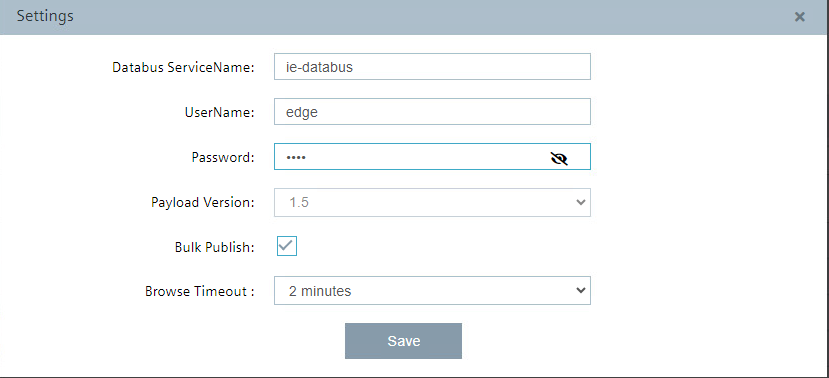 Settings
Databus ServiceName: ie-databus
UserName: edge
Password: ••••
Payload Version: 1.5
Bulk Publish:
Browse Timeout : 2 minutes
Save